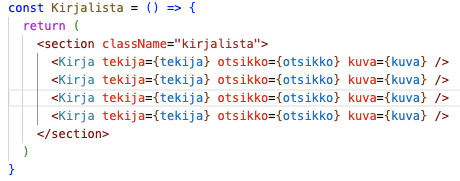 const Kirjalista = () => {
  return (
    <section className="kirjalista">
      <Kirja tekija={tekija} otsikko={otsikko} kuva={kuva} />
      <Kirja tekija={tekija} otsikko={otsikko} kuva={kuva} />
      <Kirja tekija={tekija} otsikko={otsikko} kuva={kuva} />
      <Kirja tekija={tekija} otsikko={otsikko} kuva={kuva} />
    </section>
  )
}